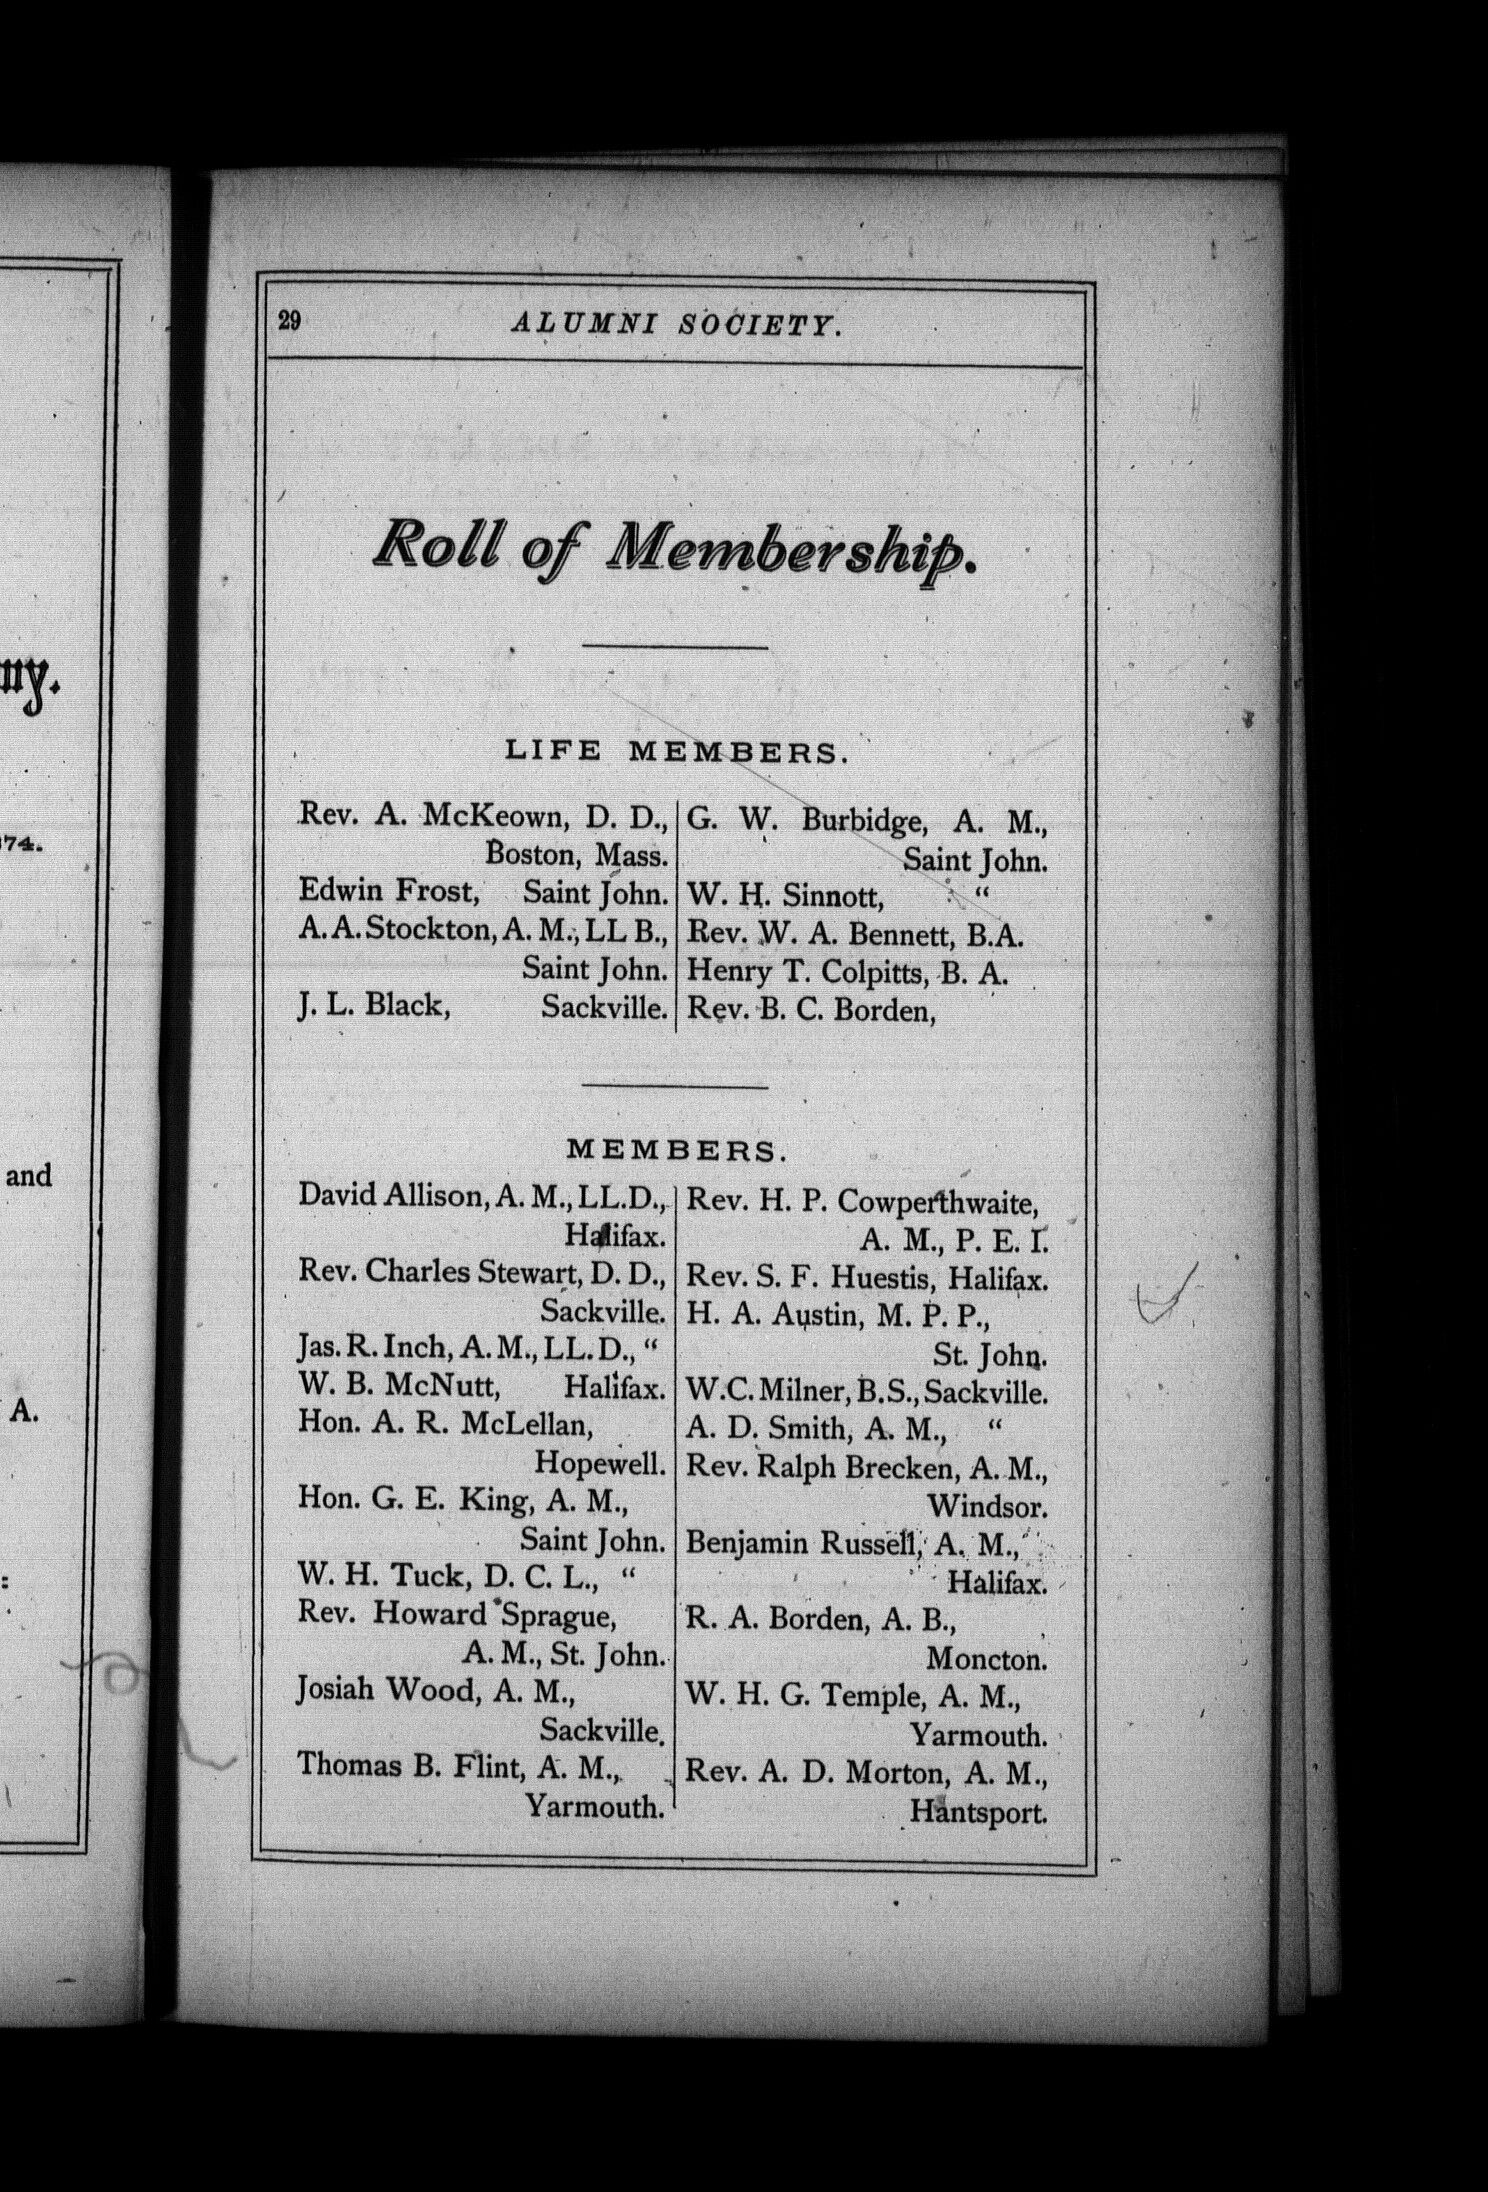 ny.
374.
and
A.
:
29 ALUMNI SOCIETY.
Roll of Membership.
LIFE MEMBERS.
Rev. A. McKeown, D. D.,
Boston, Mass.
Edwin Frost, Saint John.
A. A. Stockton, A. M., LL B.,
Saint John.
J. L. Black, Sackville.
G. W. Burbidge, A. M.,
Saint John.
W. H. Sinnott, "
Rev. W. A. Bennett, B.A.
Henry T. Colpitts, B. A.
Rev. B. C. Borden,
MEMBERS.
David Allison, A. M., LL.D.,
Halifax.
Rev. Charles Stewart, D. D.,
Sackville.
Jas. R. Inch, A. M., LL. D., "
W. B. McNutt, Halifax.
Hon. A. R. McLellan,
Hopewell.
Hon. G. E. King, A. M.,
Saint John.
W. H. Tuck, D. C. L., "
Rev. Howard Sprague,
A. M., St. John.
Josiah Wood, A. M.,
Sackville.
Thomas B. Flint, A. M.,
Yarmouth.
Rev. H. P. Cowperthwaite,
A. M., P. E. I.
Rev. S. F. Huestis, Halifax.
H. A. Austin, M. P. P.,
St. John.
W. C. Milner, B. S., Sackville.
A. D. Smith, A. M., "
Rev. Ralph Brecken, A. M.,
Windsor.
Benjamin Russell, A. M.,
Halifax.
R. A. Borden, A. B.,
Moncton.
W. H. G. Temple, A. M.,
Yarmouth.
Rev. A. D. Morton, A. M.,
Hantsport.